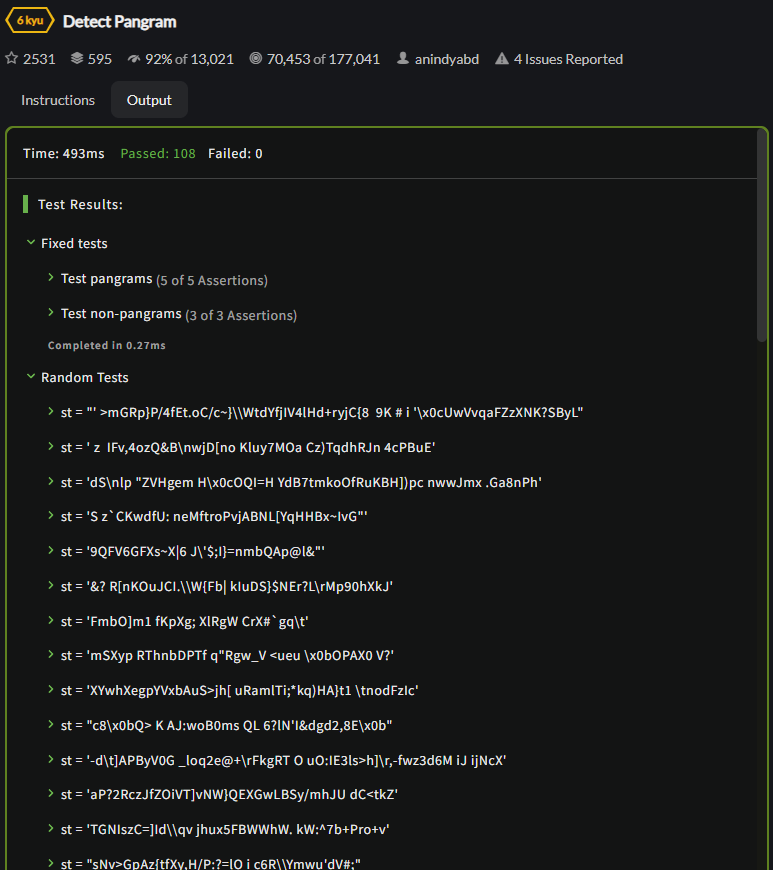 6 kyu Detect Pangram
2531 595 92% of 13,021 70,453 of 177,041 anindyabd 4 Issues Reported
Instructions Output
Time: 493ms Passed: 108 Failed: 0
Test Results:
Fixed tests
Test pangrams (5 of 5 Assertions)
Test non-pangrams (3 of 3 Assertions)
Completed in 0.27ms
Random Tests
st = "' >mGRp}P/4fEt.oC/c~}\\WtdYfjIV4lHd+ryjC{8  9K # i '\x0cUwVvqaFZzXNK?SByL"
st = ' z  IFv,4ozQ&B\nwjD[no Kluy7MOa Cz)TqdhRJn 4cPBuE'
st = 'dS\nlp "ZVHgem H\x0cOQI=H YdB7tmkoOfRuKBH])pc nwwJmx .Ga8nPh'
st = 'S z`CKwdfU: neMftroPvjABNL[YqHHBx~IvG"'
st = '9QFV6GFXs~X|6 J\'$;I}=nmbQAp@l&"'
st = '&? R[nKOuJCI.\\W{Fb| kIuDS}$NEr?L\rMp90hXkJ'
st = 'FmbO]m1 fKpXg; XlRgW CrX#`gq\t'
st = 'mSXyp RThnbDPTf q"Rgw_V <ueu \x0bOPAX0 V?'
st = 'XYwhXegpYVxbAuS>jh[ uRamlTi;*kq)HA}t1 \tnodFzIc'
st = "c8\x0bQ> K AJ:woB0ms QL 6?lN'I&dgd2,8E\x0b"
st = '-d\t]APByV0G _loq2e@+\rFkgRT O uO:IE3ls>h]\r,-fwz3d6M iJ ijNcX'
st = 'aP?2RczJfZOiVT]vNW}QEXGwLBSy/mhJU dC<tkZ'
st = 'TGNIszC=]Id\\qv jhux5FBWWhW. kW:^7b+Pro+v'
st = "sNv>GpAz{tfXy,H/P:?=lO i c6R\\Ymwu'dV#;"